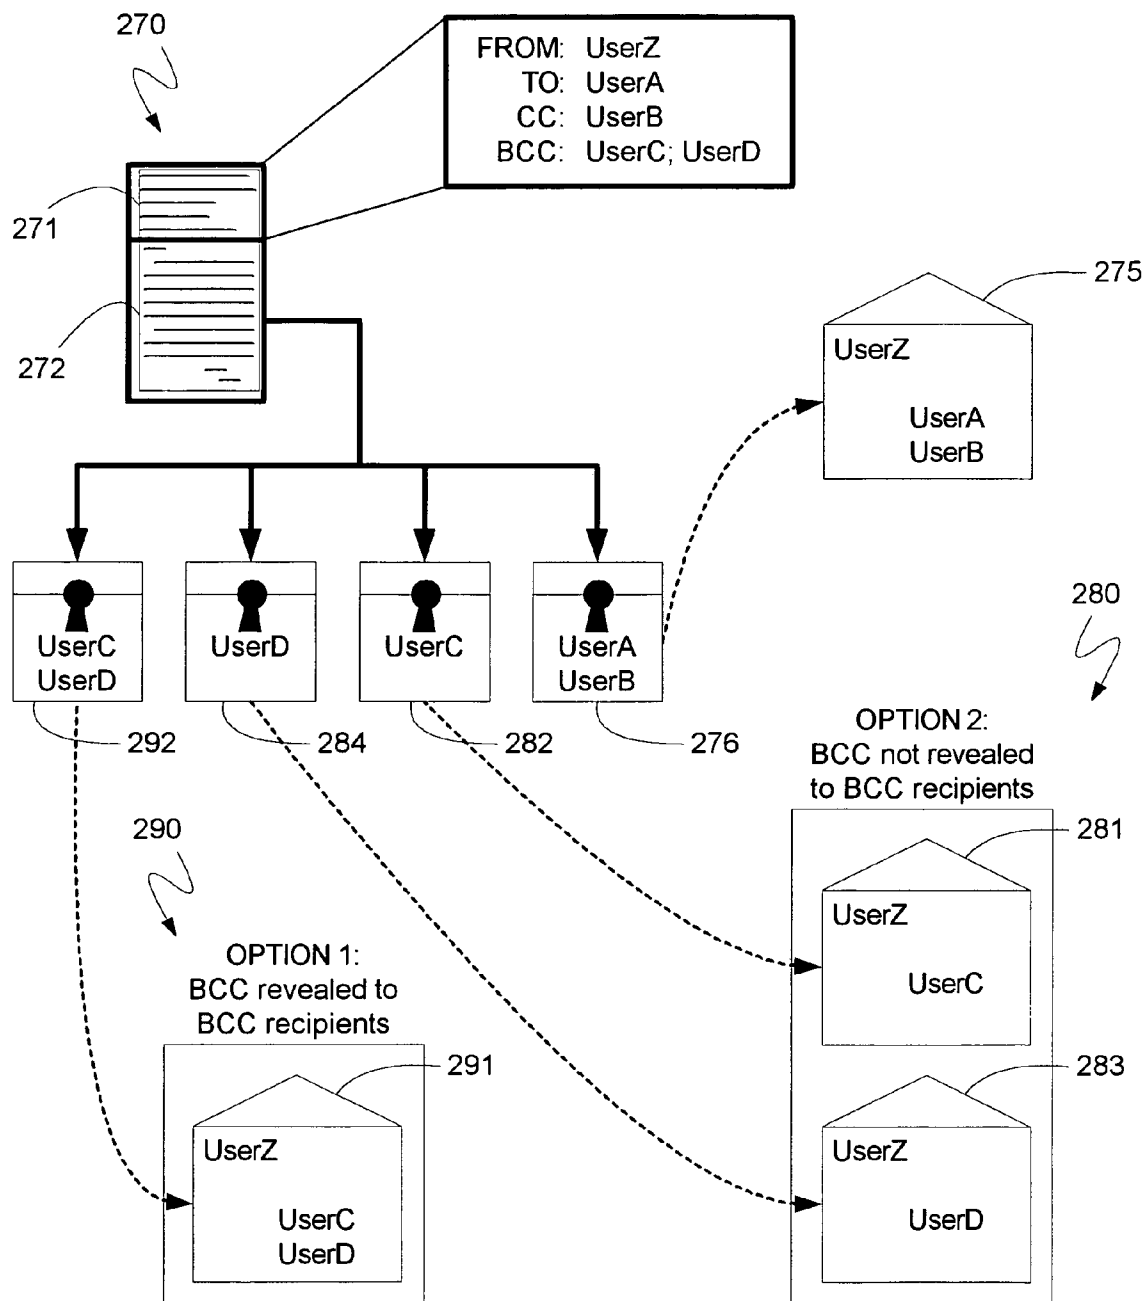 270
FROM: UserZ
TO: UserA
CC: UserB
BCC: UserC; UserD
271
272
275
UserZ
UserA
UserB
UserC
UserD
UserD
UserC
UserA
UserB
292
284
282
276
280
OPTION 2:
BCC not revealed
to BCC recipients
290
281
UserZ
UserC
OPTION 1:
BCC revealed to
BCC recipients
291
UserZ
UserC
UserD
283
UserZ
UserD